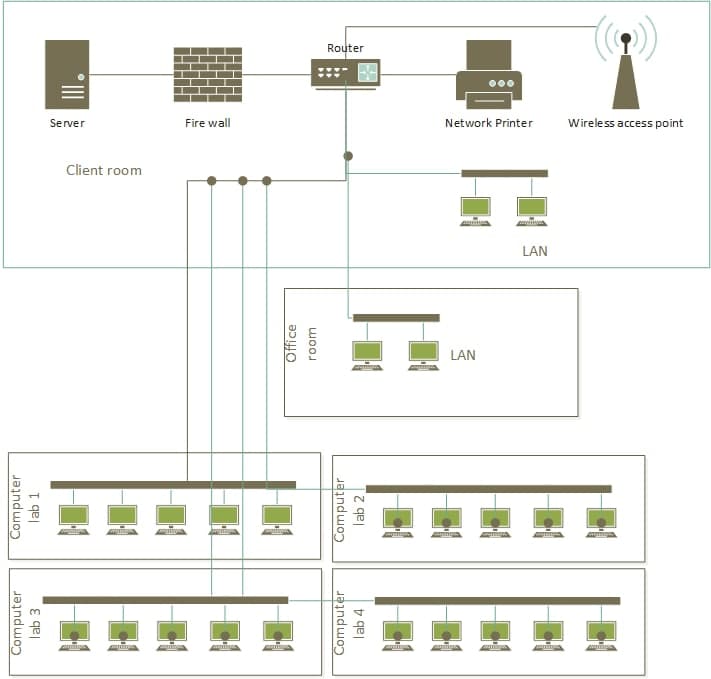 Router
Server
Fire wall
Network Printer
Wireless access point
Client room
LAN
Office
room
LAN
Computer
lab 1
Computer
lab 2
Computer
lab 3
Computer
lab 4